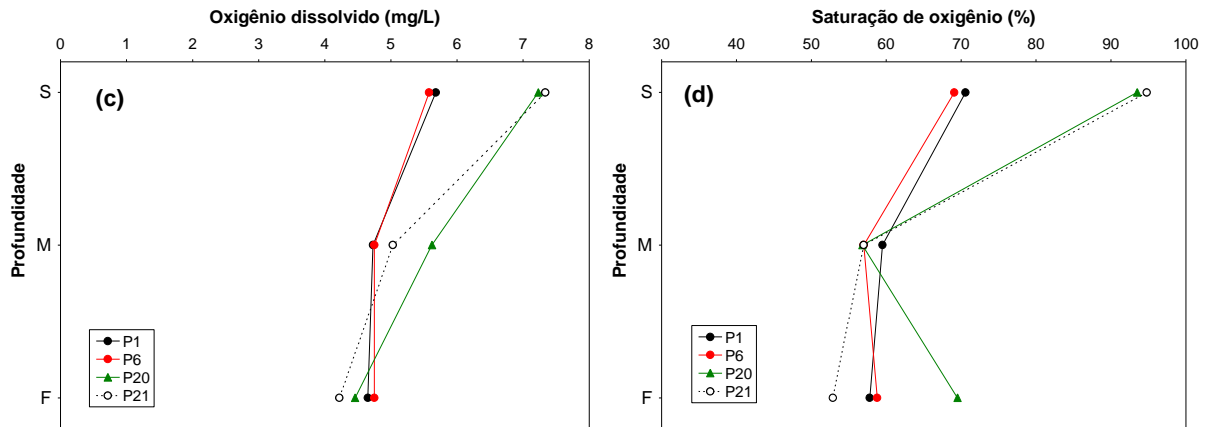 Oxigênio dissolvido (mg/L)
0 1 2 3 4 5 6 7 8
(c)
Profundidade
S
M
F
P1
P6
P20
P21
Saturação de oxigênio (%)
30 40 50 60 70 80 90 100
(d)
Profundidade
S
M
F
P1
P6
P20
P21